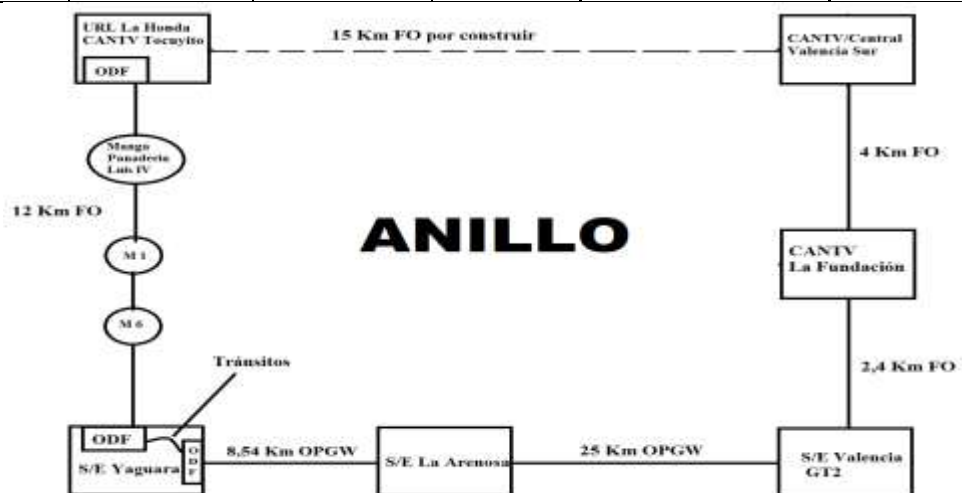 URL La Honda
CANTV Tocuyito
ODF
15 Km FO por construir
CANTV/Central
Valencia Sur
Manga
Panaderia
Luis IV
4 Km FO
12 Km FO
ANILLO
M 1
CANTV
La Fundación
M 6
Tránsitos
2,4 Km FO
ODF
ODF
S/E Yaguara
8,54 Km OPGW
S/E La Arenosa
25 Km OPGW
S/E Valencia
GT2